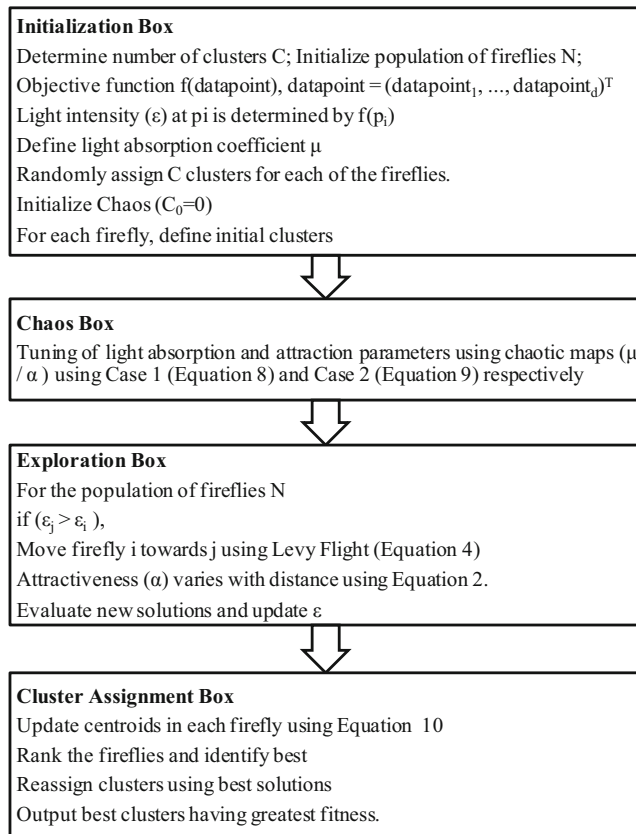 Initialization Box
Determine number of clusters C; Initialize population of fireflies N;
Objective function f(datapoint), datapoint = (datapoint₁, ..., datapoint_d)ᵀ
Light intensity (ε) at pi is determined by f(pᵢ)
Define light absorption coefficient μ
Randomly assign C clusters for each of the fireflies.
Initialize Chaos (C₀=0)
For each firefly, define initial clusters
Chaos Box
Tuning of light absorption and attraction parameters using chaotic maps (μ
/ α ) using Case 1 (Equation 8) and Case 2 (Equation 9) respectively
Exploration Box
For the population of fireflies N
if (εⱼ > εᵢ ),
Move firefly i towards j using Levy Flight (Equation 4)
Attractiveness (α) varies with distance using Equation 2.
Evaluate new solutions and update ε
Cluster Assignment Box
Update centroids in each firefly using Equation 10
Rank the fireflies and identify best
Reassign clusters using best solutions
Output best clusters having greatest fitness.